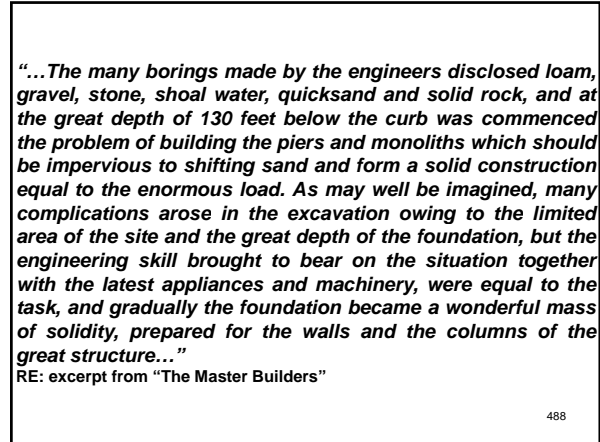 “…The many borings made by the engineers disclosed loam,
gravel, stone, shoal water, quicksand and solid rock, and at
the great depth of 130 feet below the curb was commenced
the problem of building the piers and monoliths which should
be impervious to shifting sand and form a solid construction
equal to the enormous load. As may well be imagined, many
complications arose in the excavation owing to the limited
area of the site and the great depth of the foundation, but the
engineering skill brought to bear on the situation together
with the latest appliances and machinery, were equal to the
task, and gradually the foundation became a wonderful mass
of solidity, prepared for the walls and the columns of the
great structure…”
RE: excerpt from “The Master Builders”
488